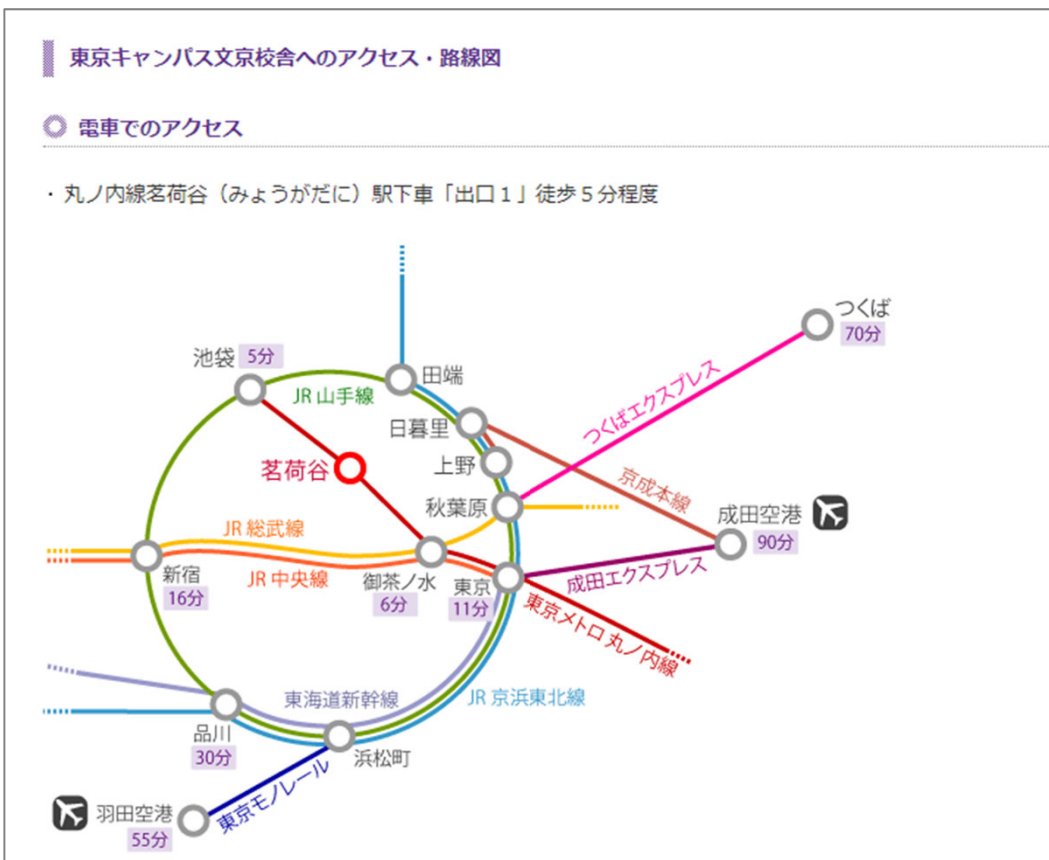 東京キャンパス文京校舎へのアクセス・路線図
電車でのアクセス
・丸ノ内線茗荷谷（みょうがだに）駅下車「出口１」徒歩５分程度
つくば
70分
池袋 5分
田端
JR 山手線
つくばエクスプレス
日暮里
茗荷谷
上野
京成本線
秋葉原
成田空港
90分
JR 総武線
新宿
16分
JR 中央線
御茶ノ水
6分
東京
11分
成田エクスプレス
東京メトロ 丸ノ内線
東海道新幹線
JR 京浜東北線
品川
30分
浜松町
東京モノレール
羽田空港
55分